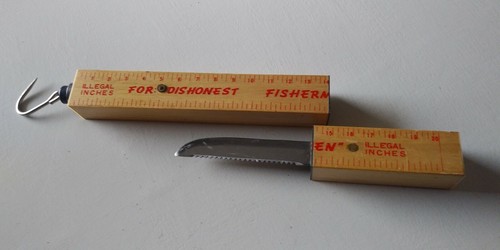 ILLEGAL
INCHES
FOR DISHONEST FISHERM
EN"
ILLEGAL
INCHES